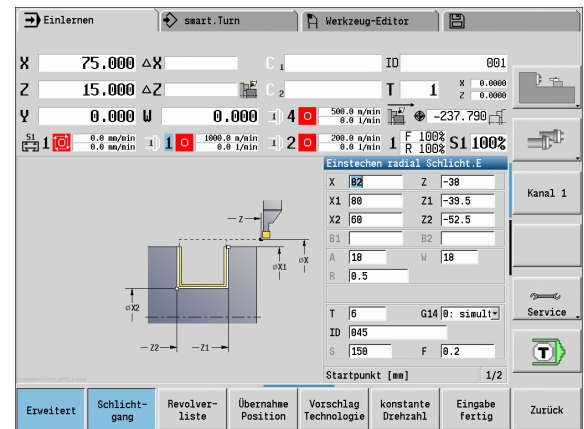 Einlernen smart.Turn Werkzeug-Editor
X 75.000 △X C 1 ID 001
Z 15.000 △Z C 2 T 1 X 0.0000 Z 0.0000
Y 0.000 W 0.000 4 500.0 m/min 0.0 1/min -237.790
S1 1 0.0 mm/min 0.0 mm/min 1 1000.0 m/min 0.0 1/min 2 200.0 m/min 0.0 1/min 1 F 100% R 100% S1 100%
Einstechen radial Schlicht.E
X 82 Z -38
X1 80 Z1 -39.5
X2 60 Z2 -52.5
B1 B2
A 18 W 18
R 0.5
T 6 G14 0: simult
ID 045
S 150 F 0.2
Startpunkt [mm] 1/2
Z
øX1
øX
øX2
Z2
Z1
Kanal 1
Service
T
Erweitert
Schlicht-
gang
Revolver-
liste
Übernahme
Position
Vorschlag
Technologie
konstante
Drehzahl
Eingabe
fertig
Zurück